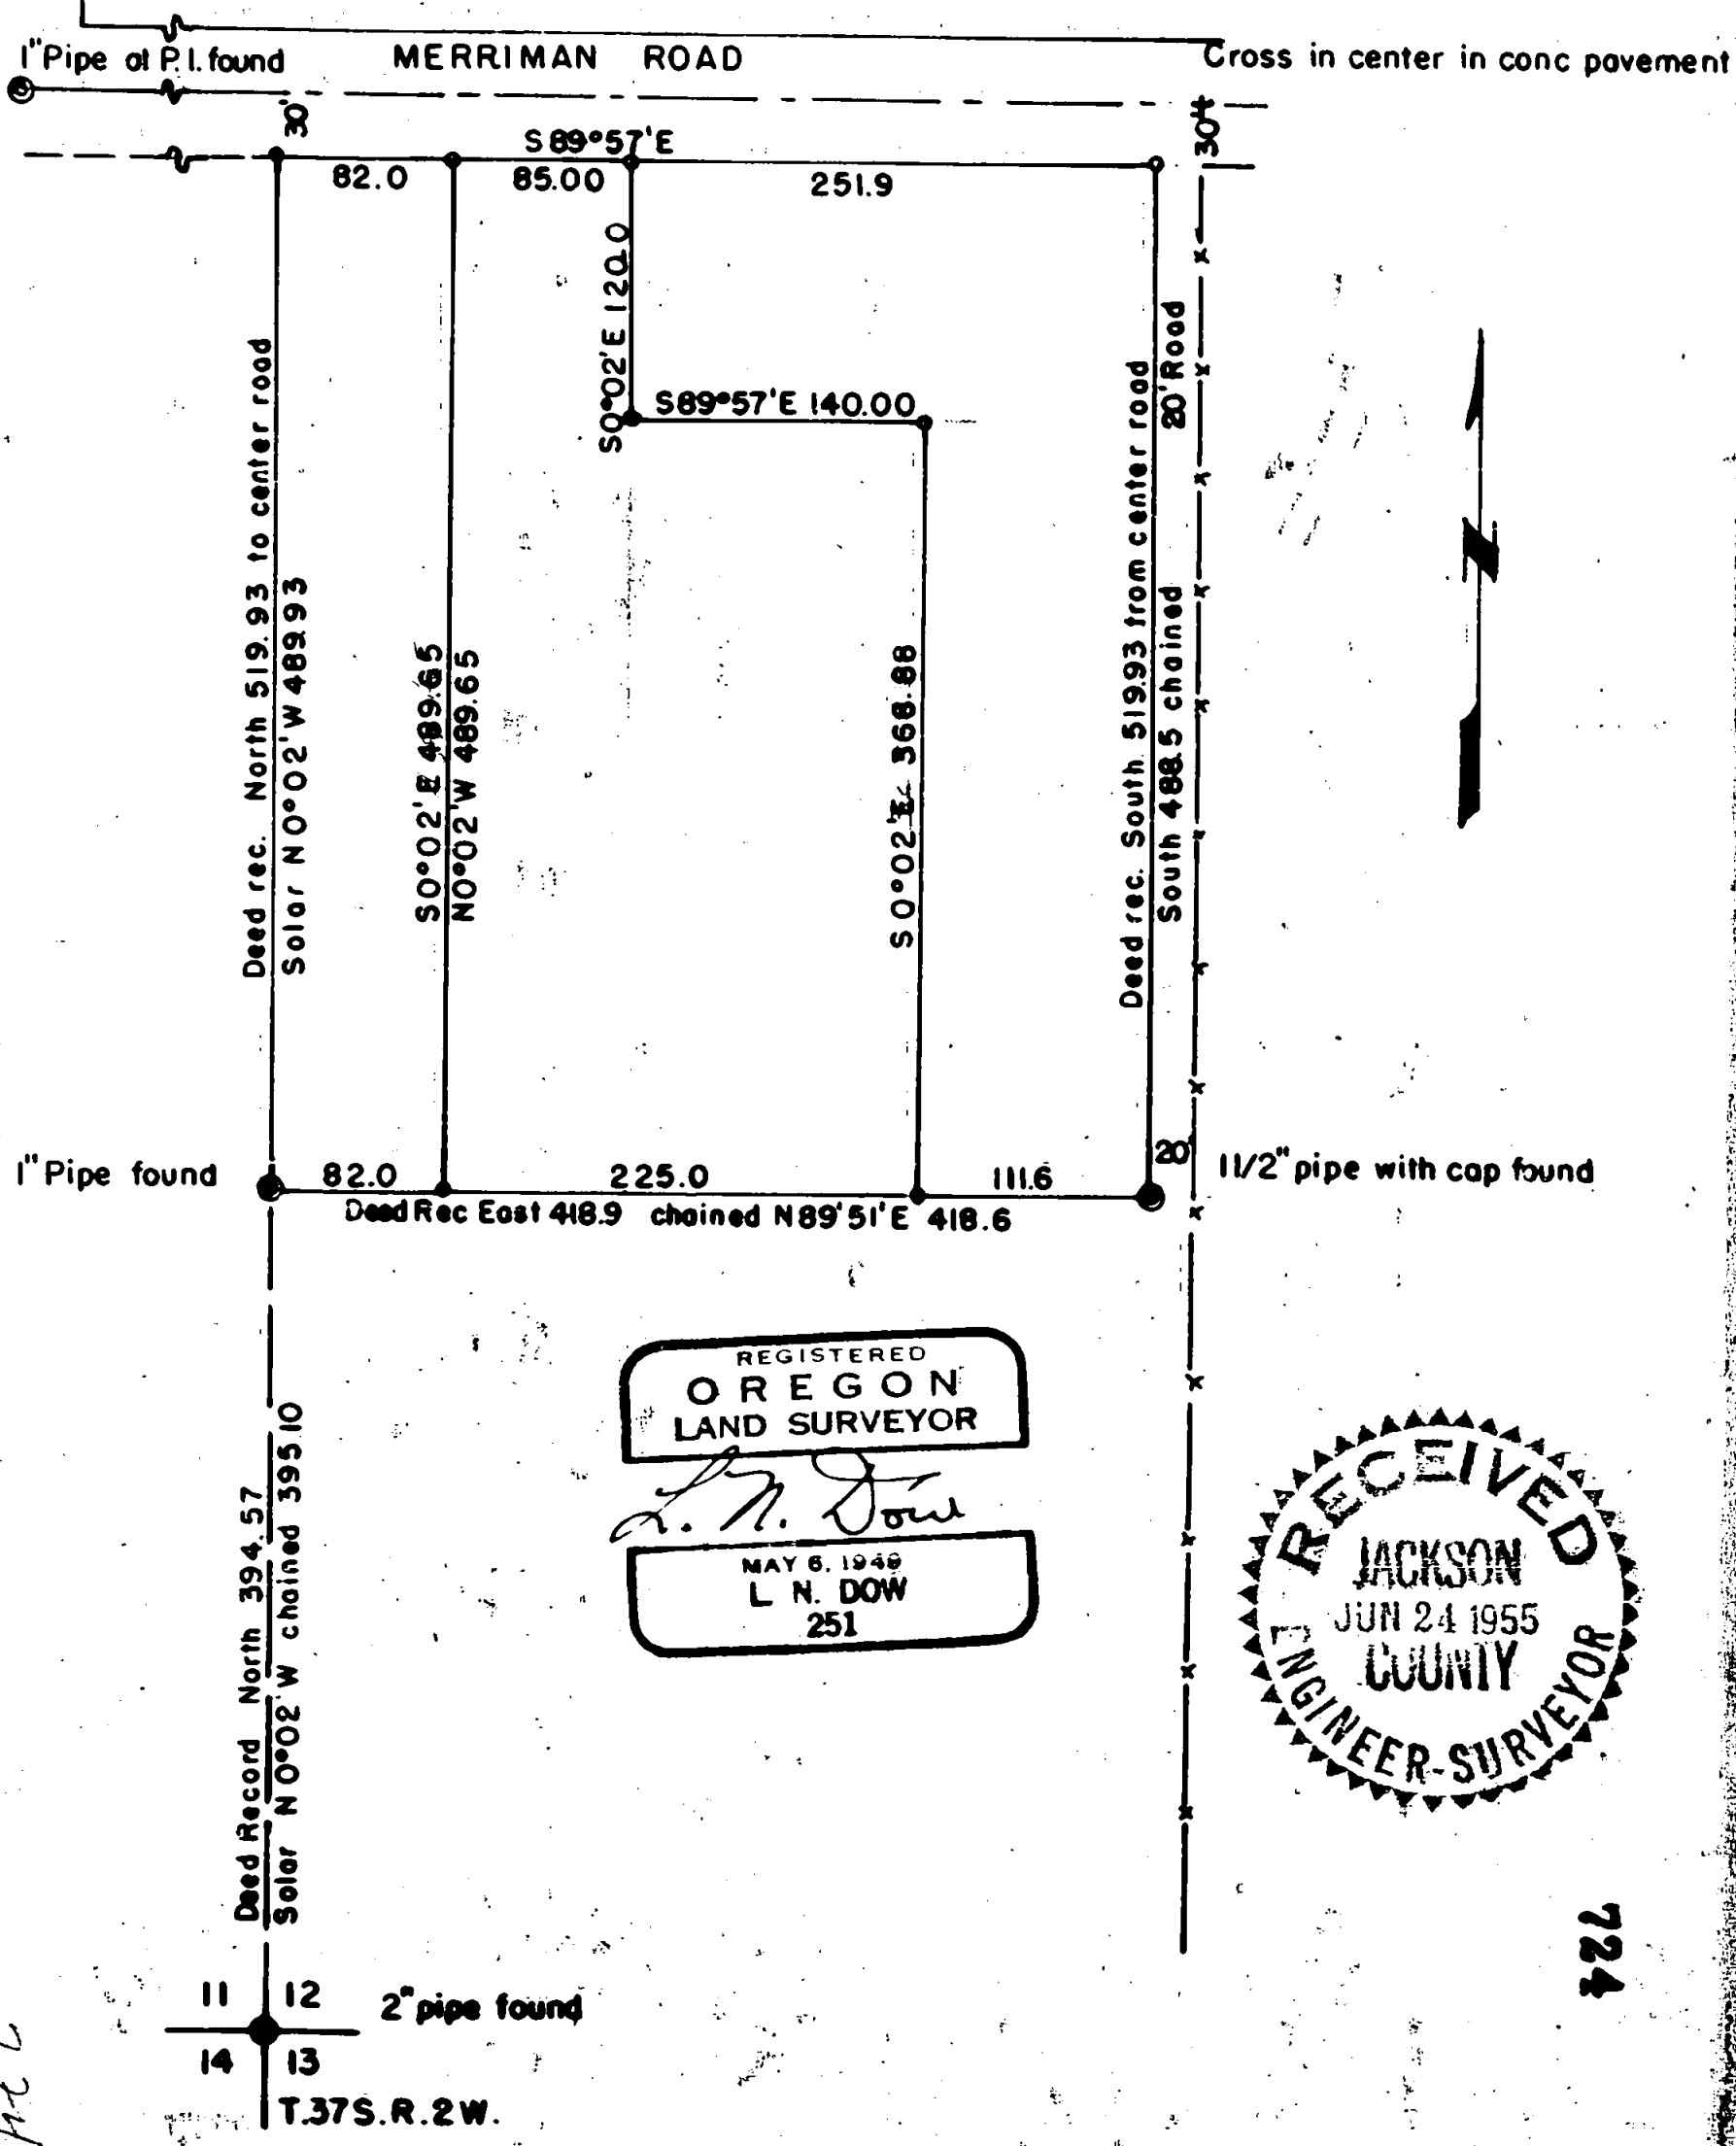 1" Pipe at P.I. found
MERRIMAN ROAD
Cross in center in conc pavement
30'
30'
S 89°57'E
82.0
85.00
251.9
S0°02'E 120.0
S89°57'E 140.00
Deed rec. North 519.93 to center road
Solar N 0°02'W 489.93
S0°02'E 489.65
N0°02'W 489.65
S 0°02'E 368.88
Deed rec. South 519.93 from center road
20' Road
South 488.5 chained
1" Pipe found
82.0
225.0
111.6
20'
1 1/2" pipe with cap found
Deed Rec East 418.9 chained N89'51'E 418.6
Deed Record North 394.57
Solar N 0°02'W chained 395 10
REGISTERED
OREGON
LAND SURVEYOR
L. N. Dow
MAY 6, 1949
L N. DOW
251
RECEIVED
JACKSON
JUN 24 1955
COUNTY
ENGINEER-SURVEYOR
724
11 12
2" pipe found
14 13
T.37S.R.2W.